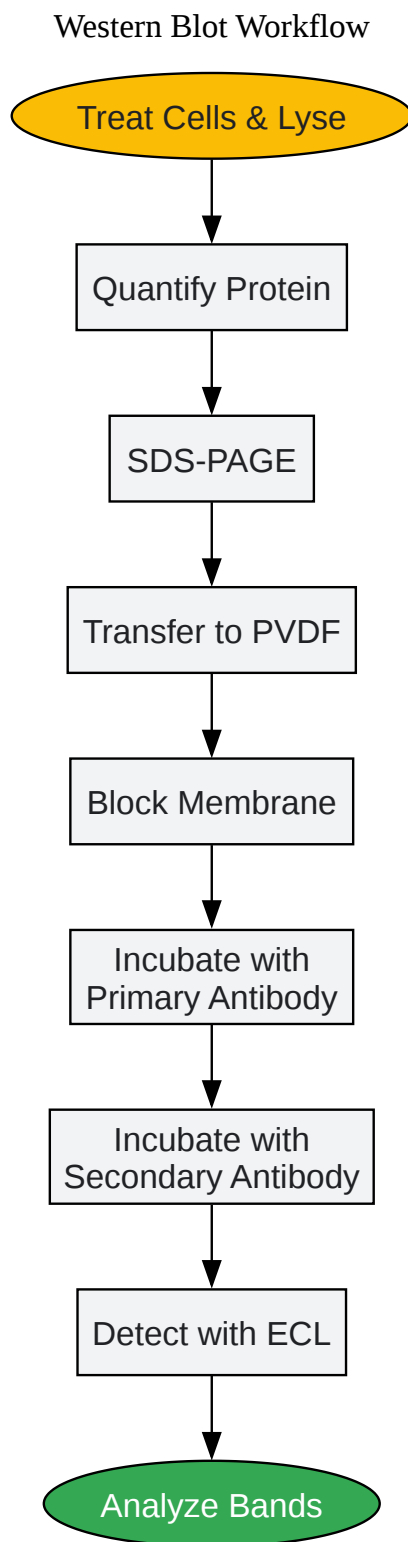 Western Blot Workflow
Treat Cells & Lyse
Quantify Protein
SDS-PAGE
Transfer to PVDF
Block Membrane
Incubate with
Primary Antibody
Incubate with
Secondary Antibody
Detect with ECL
Analyze Bands